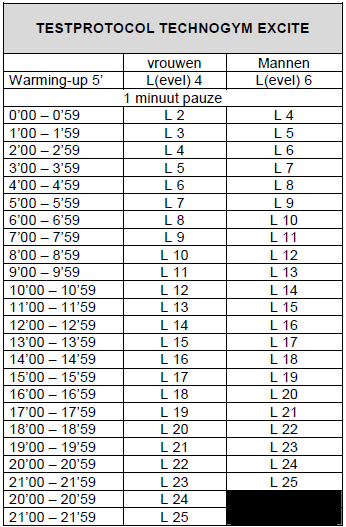 TESTPROTOCOL TECHNOGYM EXCITE
vrouwen Mannen
Warming-up 5' L(evel) 4 L(evel) 6
1 minuut pauze
0'00 – 0'59 L 2 L 4
1'00 – 1'59 L 3 L 5
2'00 – 2'59 L 4 L 6
3'00 – 3'59 L 5 L 7
4'00 – 4'59 L 6 L 8
5'00 – 5'59 L 7 L 9
6'00 – 6'59 L 8 L 10
7'00 – 7'59 L 9 L 11
8'00 – 8'59 L 10 L 12
9'00 – 9'59 L 11 L 13
10'00 – 10'59 L 12 L 14
11'00 – 11'59 L 13 L 15
12'00 – 12'59 L 14 L 16
13'00 – 13'59 L 15 L 17
14'00 – 14'59 L 16 L 18
15'00 – 15'59 L 17 L 19
16'00 – 16'59 L 18 L 20
17'00 – 17'59 L 19 L 21
18'00 – 18'59 L 20 L 22
19'00 – 19'59 L 21 L 23
20'00 – 20'59 L 22 L 24
21'00 – 21'59 L 23 L 25
20'00 – 20'59 L 24
21'00 – 21'59 L 25